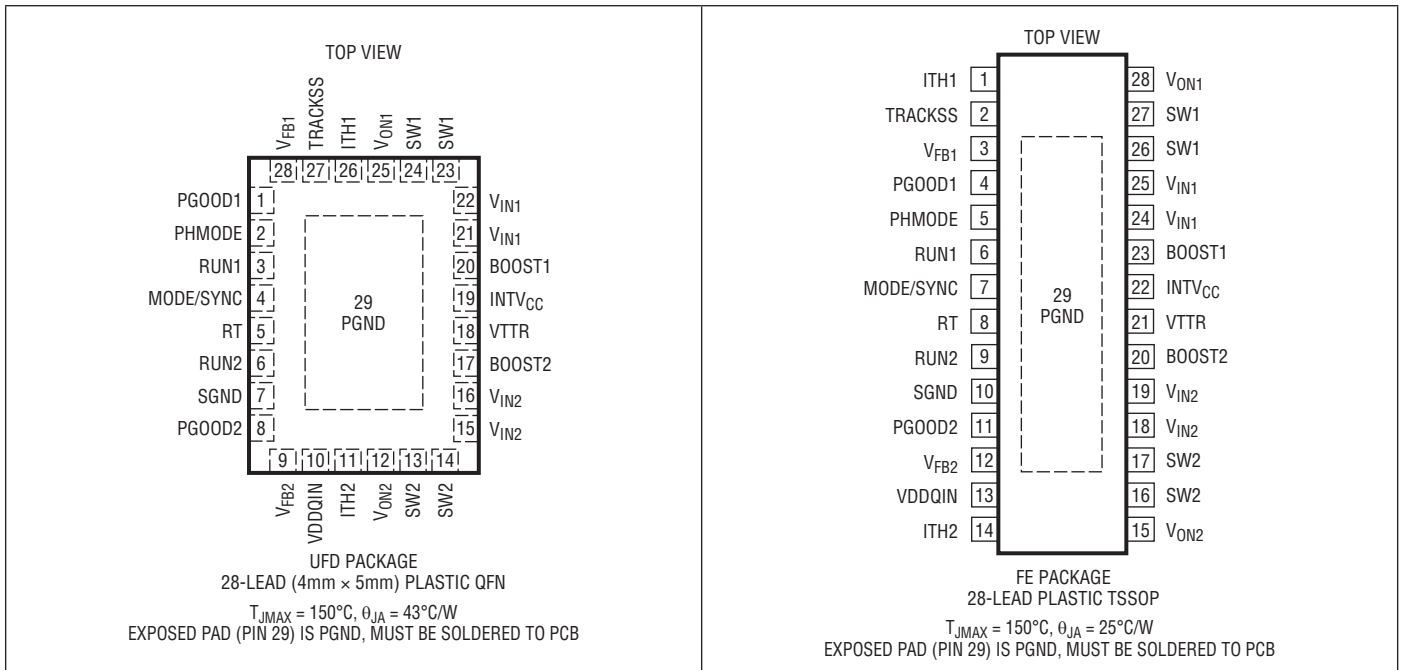 TOP VIEW
VFB1
TRACKSS
ITH1
VON1
SW1
SW1
28 27 26 25 24 23
PGOOD1 1
PHMODE 2
RUN1 3
MODE/SYNC 4
RT 5
RUN2 6
SGND 7
PGOOD2 8
29
PGND
22 VIN1
21 VIN1
20 BOOST1
19 INTVCC
18 VTTR
17 BOOST2
16 VIN2
15 VIN2
9 10 11 12 13 14
VFB2
VDDQIN
ITH2
VON2
SW2
SW2
UFD PACKAGE
28-LEAD (4mm × 5mm) PLASTIC QFN
TJMAX = 150°C, θJA = 43°C/W
EXPOSED PAD (PIN 29) IS PGND, MUST BE SOLDERED TO PCB
TOP VIEW
ITH1 1
TRACKSS 2
VFB1 3
PGOOD1 4
PHMODE 5
RUN1 6
MODE/SYNC 7
RT 8
RUN2 9
SGND 10
PGOOD2 11
VFB2 12
VDDQIN 13
ITH2 14
29
PGND
28 VON1
27 SW1
26 SW1
25 VIN1
24 VIN1
23 BOOST1
22 INTVCC
21 VTTR
20 BOOST2
19 VIN2
18 VIN2
17 SW2
16 SW2
15 VON2
FE PACKAGE
28-LEAD PLASTIC TSSOP
TJMAX = 150°C, θJA = 25°C/W
EXPOSED PAD (PIN 29) IS PGND, MUST BE SOLDERED TO PCB